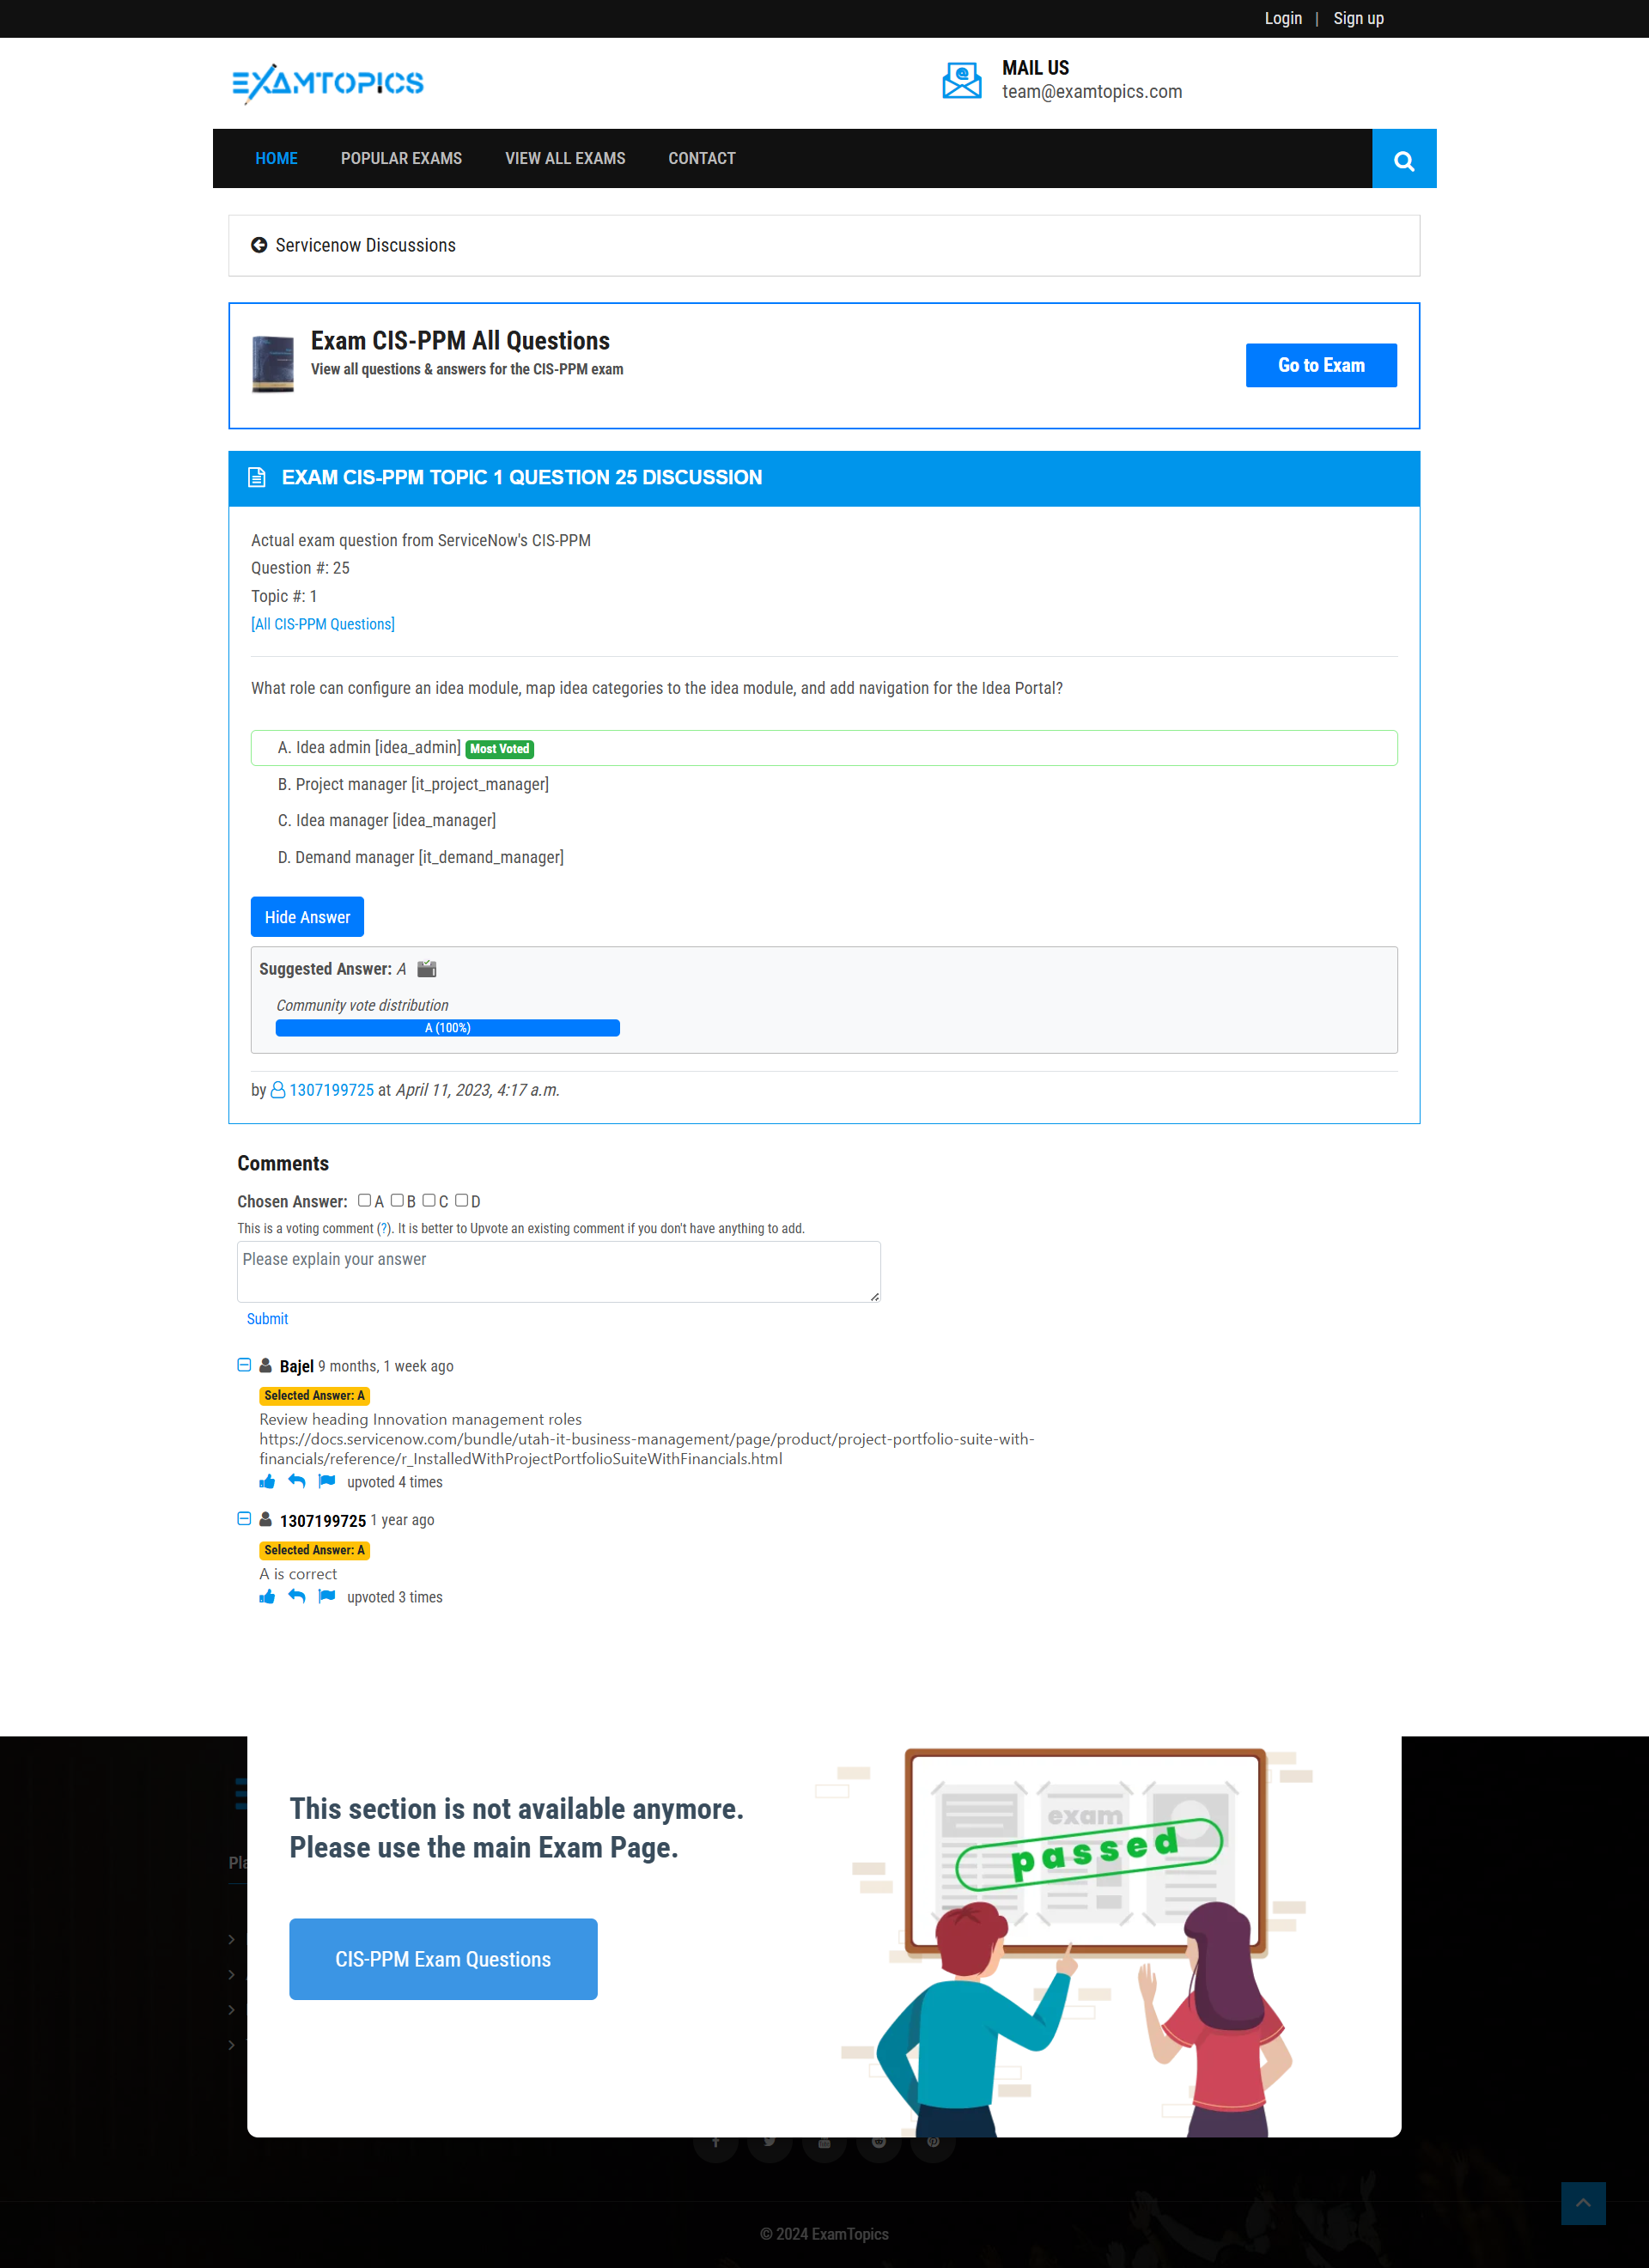 Login | Sign up
EXAMTOPICS
MAIL US
team@examtopics.com
HOME POPULAR EXAMS VIEW ALL EXAMS CONTACT
Servicenow Discussions
Exam CIS-PPM All Questions
View all questions & answers for the CIS-PPM exam
Go to Exam
EXAM CIS-PPM TOPIC 1 QUESTION 25 DISCUSSION
Actual exam question from ServiceNow's CIS-PPM
Question #: 25
Topic #: 1
[All CIS-PPM Questions]
What role can configure an idea module, map idea categories to the idea module, and add navigation for the Idea Portal?
A. Idea admin [idea_admin] Most Voted
B. Project manager [it_project_manager]
C. Idea manager [idea_manager]
D. Demand manager [it_demand_manager]
Hide Answer
Suggested Answer: A
Community vote distribution
A (100%)
by 1307199725 at April 11, 2023, 4:17 a.m.
Comments
Chosen Answer: A B C D
This is a voting comment (?). It is better to Upvote an existing comment if you don't have anything to add.
Please explain your answer
Submit
Bajel 9 months, 1 week ago
Selected Answer: A
Review heading Innovation management roles
https://docs.servicenow.com/bundle/utah-it-business-management/page/product/project-portfolio-suite-with-
financials/reference/r_InstalledWithProjectPortfolioSuiteWithFinancials.html
upvoted 4 times
1307199725 1 year ago
Selected Answer: A
A is correct
upvoted 3 times
This section is not available anymore.
Please use the main Exam Page.
CIS-PPM Exam Questions
exam
passed
© 2024 ExamTopics